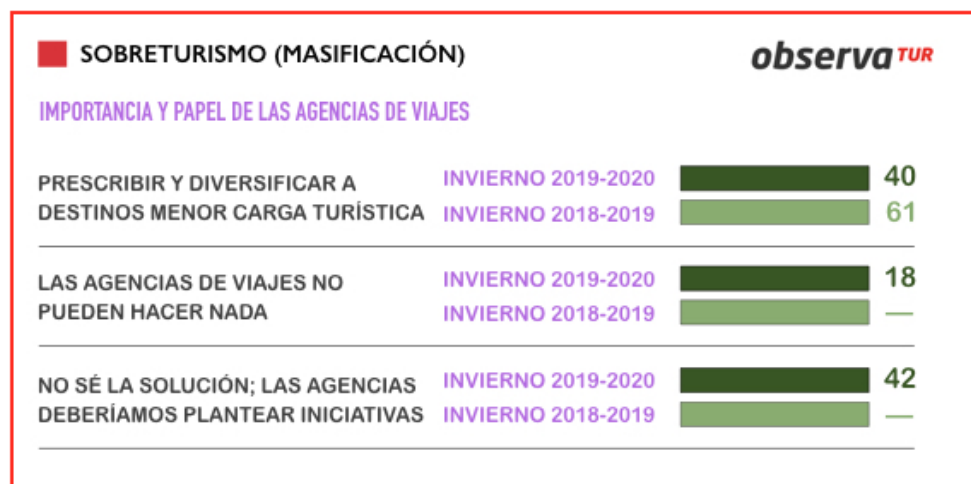 SOBRETURISMO (MASIFICACIÓN)
observaTUR
IMPORTANCIA Y PAPEL DE LAS AGENCIAS DE VIAJES
PRESCRIBIR Y DIVERSIFICAR A
DESTINOS MENOR CARGA TURÍSTICA
INVIERNO 2019-2020 40
INVIERNO 2018-2019 61
LAS AGENCIAS DE VIAJES NO
PUEDEN HACER NADA
INVIERNO 2019-2020 18
INVIERNO 2018-2019 —
NO SÉ LA SOLUCIÓN; LAS AGENCIAS
DEBERÍAMOS PLANTEAR INICIATIVAS
INVIERNO 2019-2020 42
INVIERNO 2018-2019 —